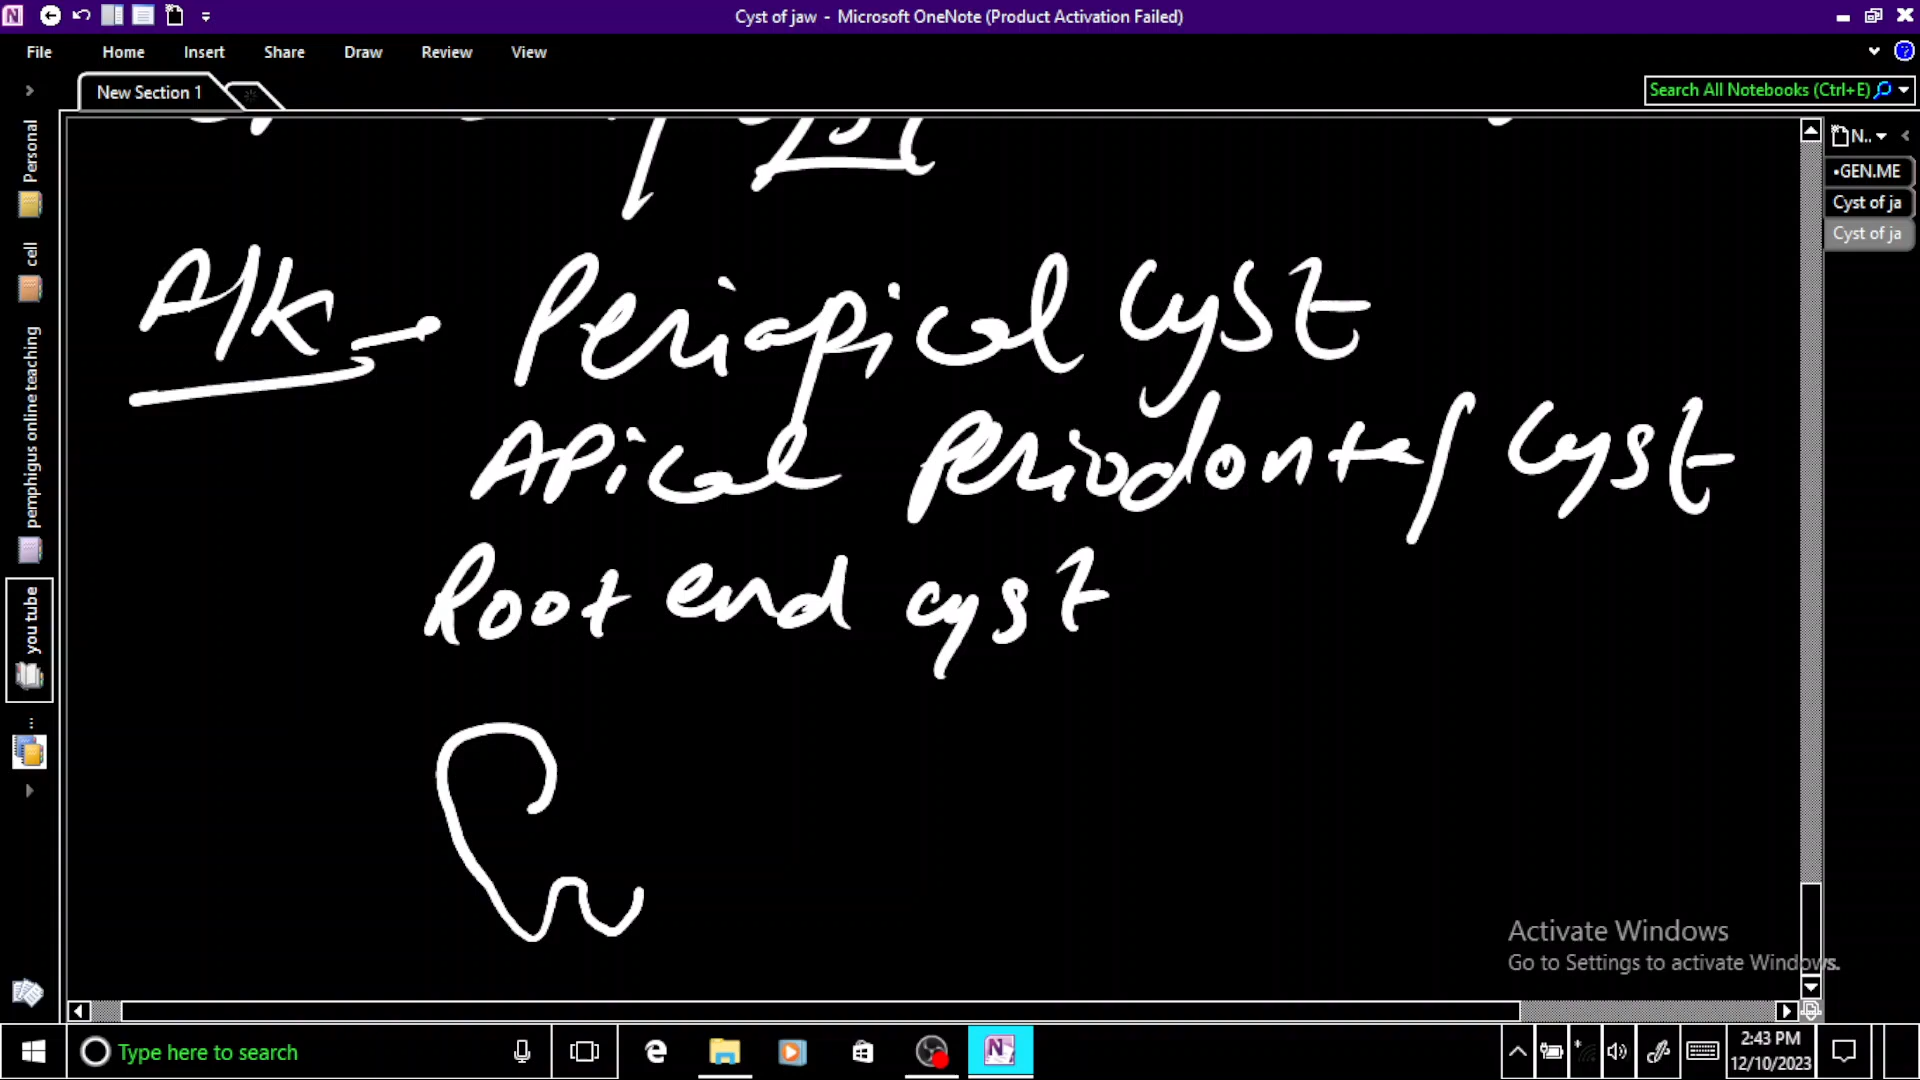 Cyst of jaw - Microsoft OneNote (Product Activation Failed)
File Home Insert Share Draw Review View
New Section 1
Search All Notebooks (Ctrl+E)
N..
•GEN.ME
Cyst of ja
Cyst of ja
Personal
cell
pemphigus online teaching
you tube
...
cyst
A/K - Periapical cyst
Apical Periodontal cyst
Root end cyst
Activate Windows
Go to Settings to activate Windows.
Type here to search
2:43 PM
12/10/2023